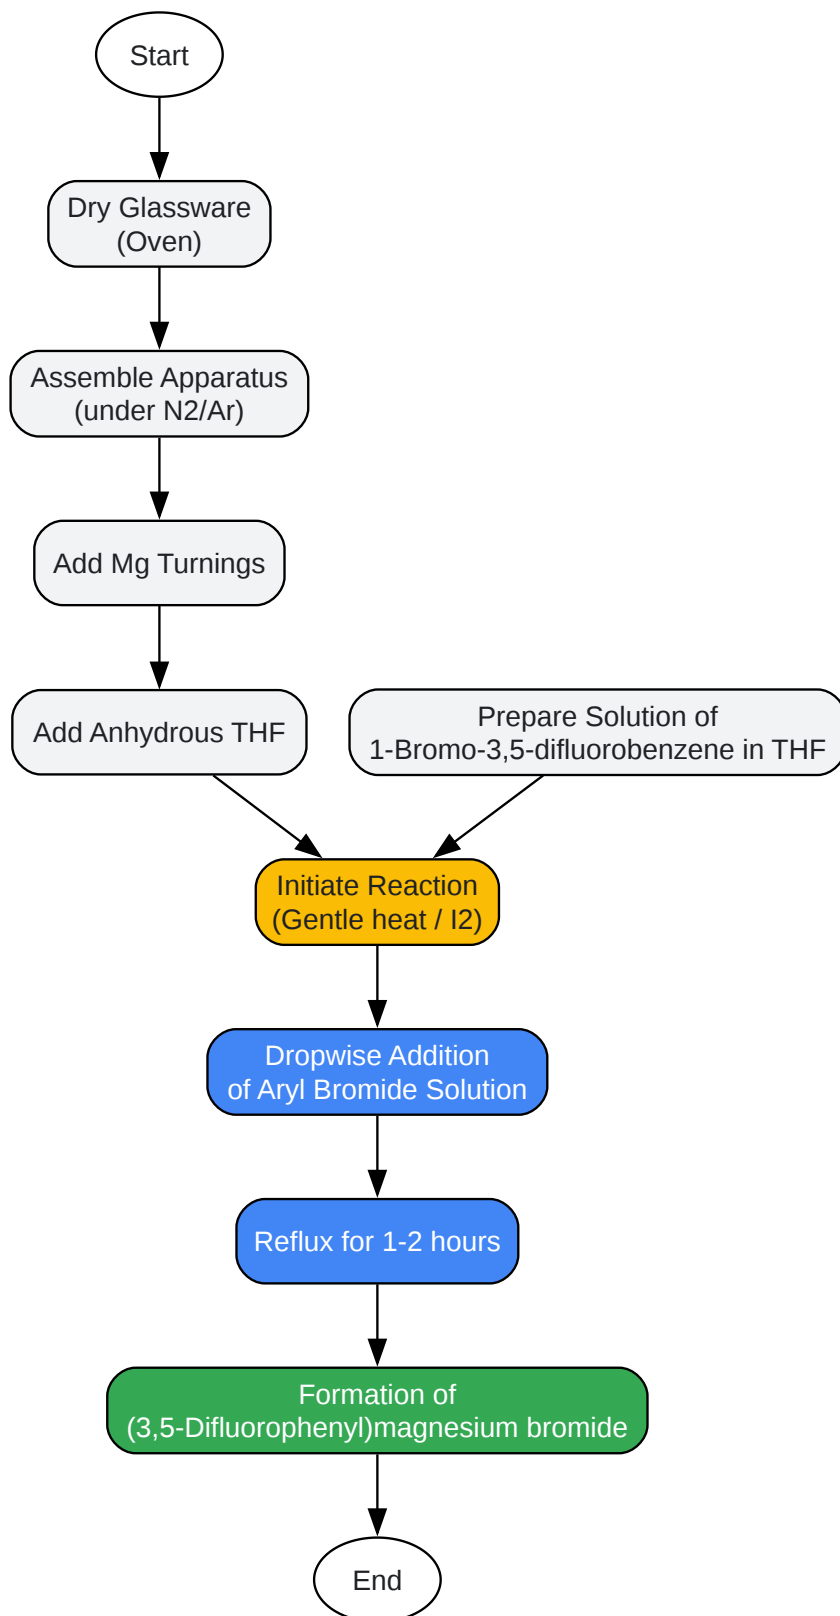 Start
Dry Glassware
(Oven)
Assemble Apparatus
(under N2/Ar)
Add Mg Turnings
Add Anhydrous THF
Prepare Solution of
1-Bromo-3,5-difluorobenzene in THF
Initiate Reaction
(Gentle heat / I2)
Dropwise Addition
of Aryl Bromide Solution
Reflux for 1-2 hours
Formation of
(3,5-Difluorophenyl)magnesium bromide
End